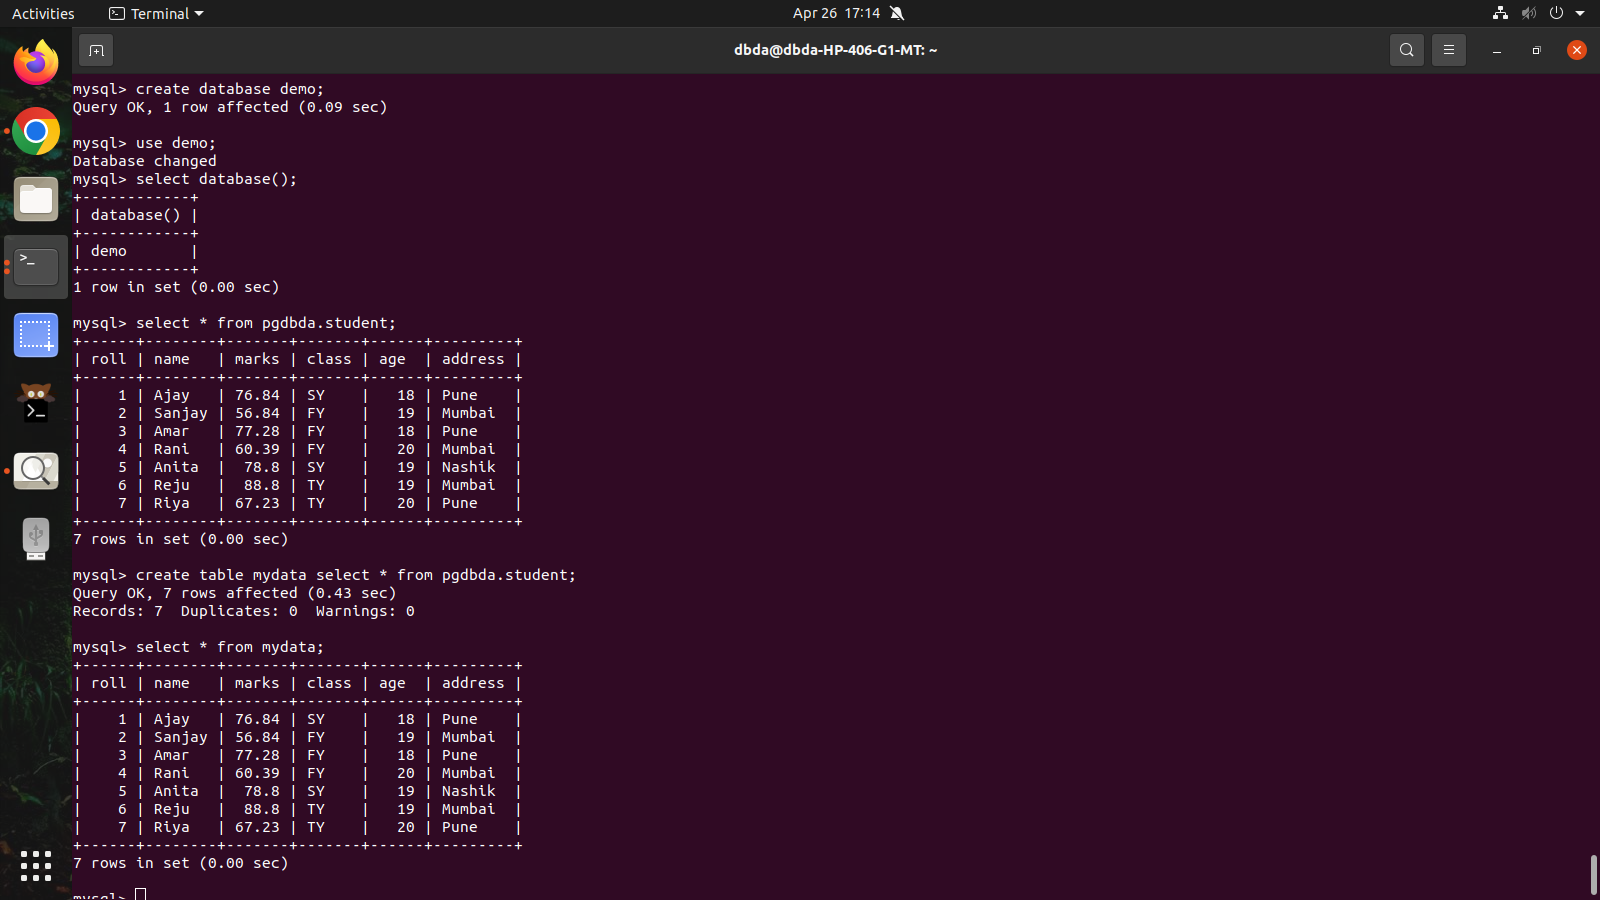 Activities Terminal Apr 26 17:14
dbda@dbda-HP-406-G1-MT: ~
mysql> create database demo;
Query OK, 1 row affected (0.09 sec)
mysql> use demo;
Database changed
mysql> select database();
+------------+
| database() |
+------------+
| demo       |
+------------+
1 row in set (0.00 sec)
mysql> select * from pgdbda.student;
+------+--------+-------+-------+------+---------+
| roll | name   | marks | class | age  | address |
+------+--------+-------+-------+------+---------+
|    1 | Ajay   | 76.84 | SY    |   18 | Pune    |
|    2 | Sanjay | 56.84 | FY    |   19 | Mumbai  |
|    3 | Amar   | 77.28 | FY    |   18 | Pune    |
|    4 | Rani   | 60.39 | FY    |   20 | Mumbai  |
|    5 | Anita  |  78.8 | SY    |   19 | Nashik  |
|    6 | Reju   |  88.8 | TY    |   19 | Mumbai  |
|    7 | Riya   | 67.23 | TY    |   20 | Pune    |
+------+--------+-------+-------+------+---------+
7 rows in set (0.00 sec)
mysql> create table mydata select * from pgdbda.student;
Query OK, 7 rows affected (0.43 sec)
Records: 7  Duplicates: 0  Warnings: 0
mysql> select * from mydata;
+------+--------+-------+-------+------+---------+
| roll | name   | marks | class | age  | address |
+------+--------+-------+-------+------+---------+
|    1 | Ajay   | 76.84 | SY    |   18 | Pune    |
|    2 | Sanjay | 56.84 | FY    |   19 | Mumbai  |
|    3 | Amar   | 77.28 | FY    |   18 | Pune    |
|    4 | Rani   | 60.39 | FY    |   20 | Mumbai  |
|    5 | Anita  |  78.8 | SY    |   19 | Nashik  |
|    6 | Reju   |  88.8 | TY    |   19 | Mumbai  |
|    7 | Riya   | 67.23 | TY    |   20 | Pune    |
+------+--------+-------+-------+------+---------+
7 rows in set (0.00 sec)
mysql>